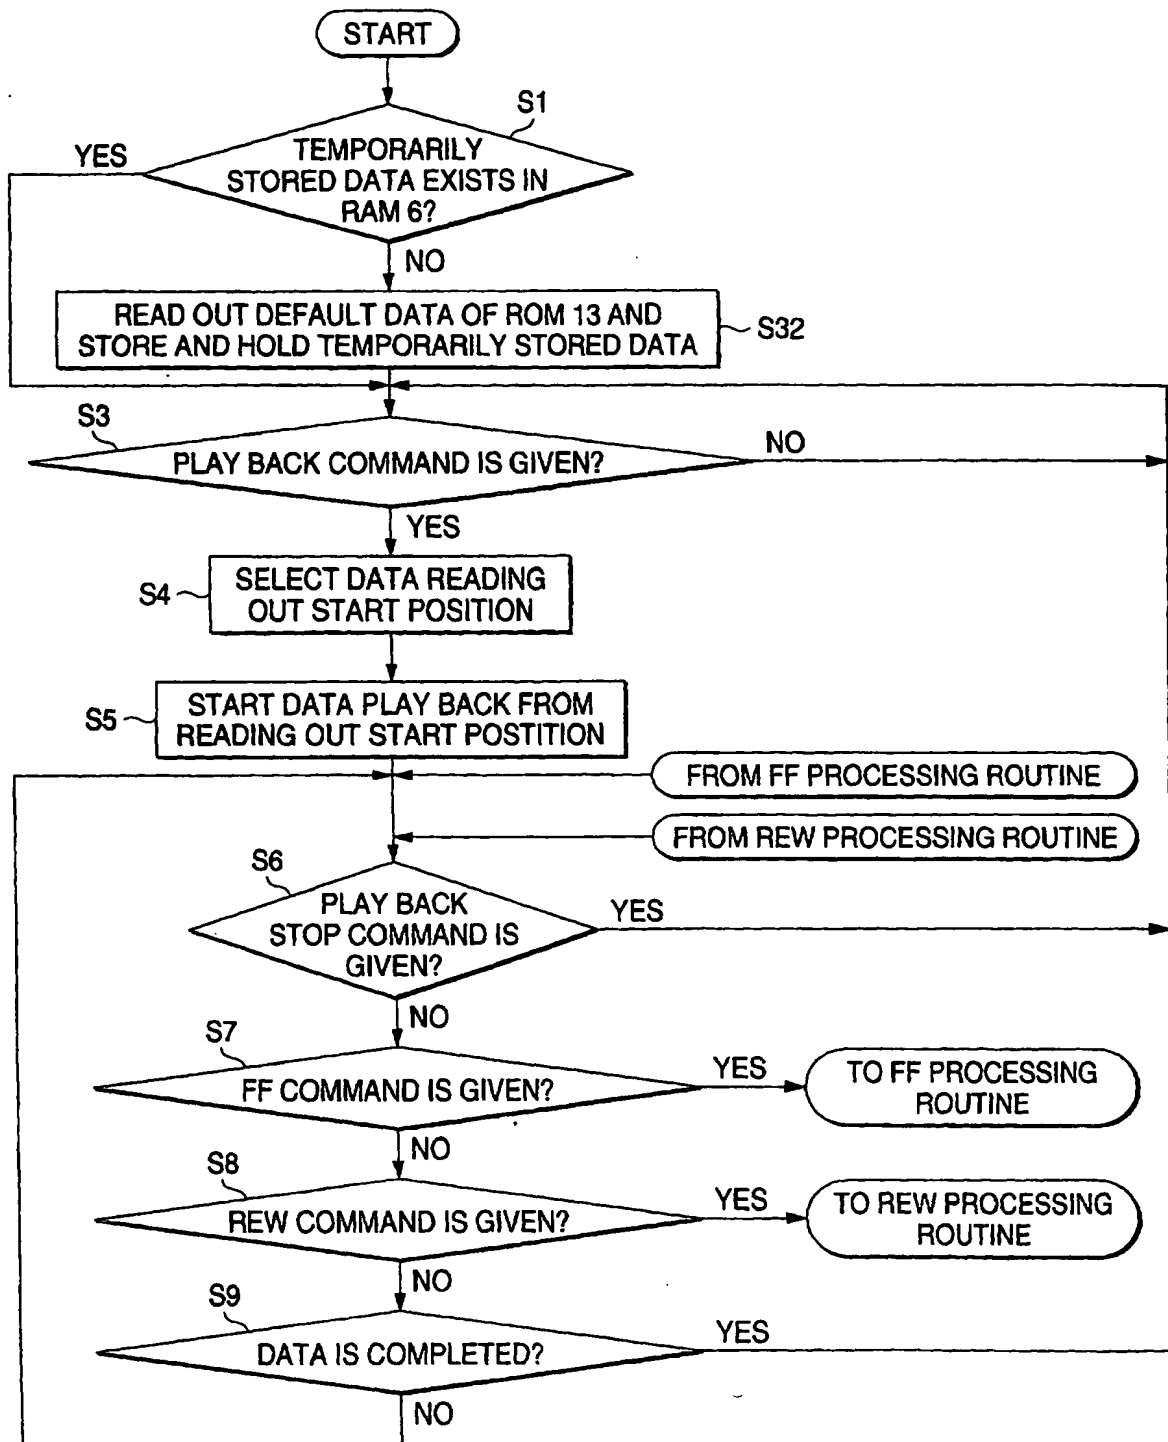 START
S1
YES
TEMPORARILY
STORED DATA EXISTS IN
RAM 6?
NO
READ OUT DEFAULT DATA OF ROM 13 AND
STORE AND HOLD TEMPORARILY STORED DATA
S32
S3
NO
PLAY BACK COMMAND IS GIVEN?
YES
S4
SELECT DATA READING
OUT START POSITION
S5
START DATA PLAY BACK FROM
READING OUT START POSTITION
FROM FF PROCESSING ROUTINE
FROM REW PROCESSING ROUTINE
S6
PLAY BACK
STOP COMMAND IS
GIVEN?
YES
NO
S7
FF COMMAND IS GIVEN?
YES
TO FF PROCESSING
ROUTINE
NO
S8
REW COMMAND IS GIVEN?
YES
TO REW PROCESSING
ROUTINE
NO
S9
DATA IS COMPLETED?
YES
NO